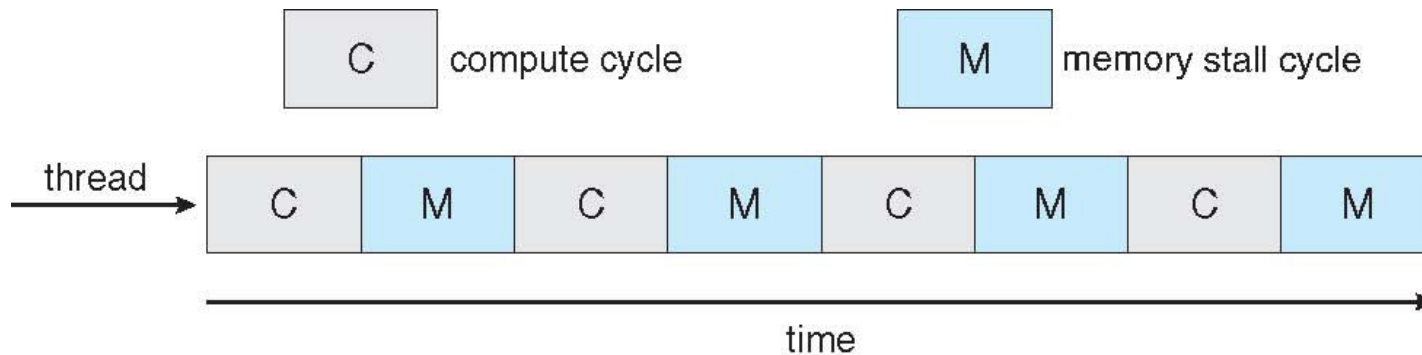 C compute cycle M memory stall cycle
thread
C M C M C M C M
time